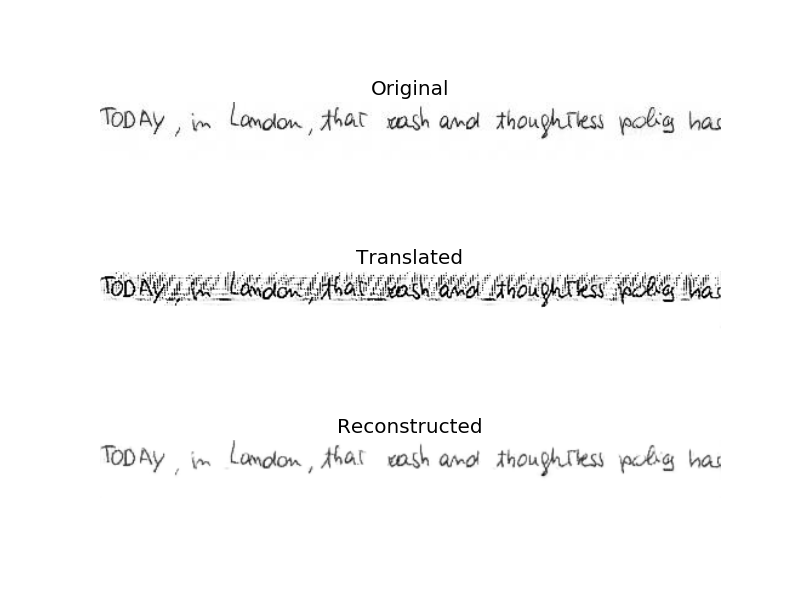 Original
TODAY, in London, that rash and thoughtless policy has
Translated
TODAY, in London, that rash and thoughtless policy has
Reconstructed
TODAY, in London, that rash and thoughtless policy has